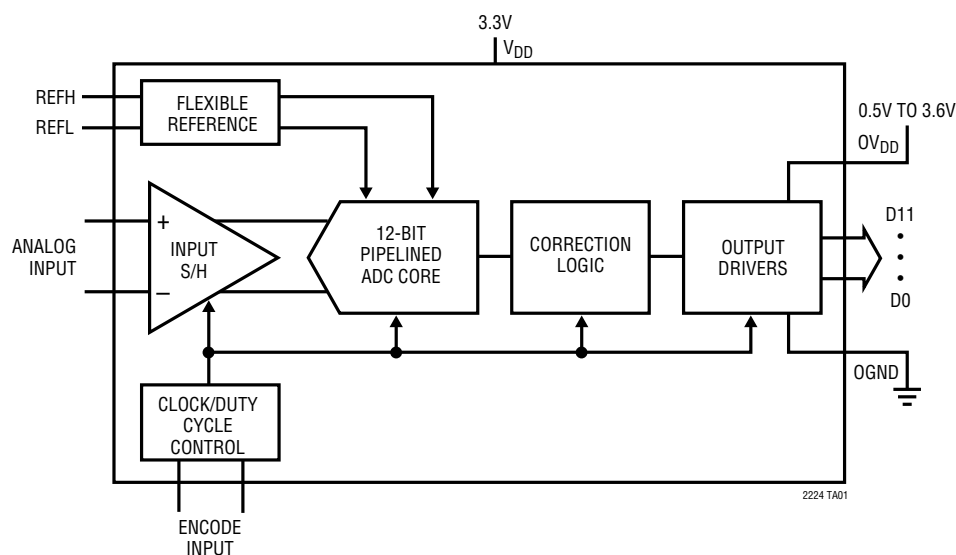 3.3V
VDD
REFH
REFL
FLEXIBLE
REFERENCE
0.5V TO 3.6V
OVDD
ANALOG
INPUT
+
–
INPUT
S/H
12-BIT
PIPELINED
ADC CORE
CORRECTION
LOGIC
OUTPUT
DRIVERS
D11
•
•
•
D0
OGND
CLOCK/DUTY
CYCLE
CONTROL
2224 TA01
ENCODE
INPUT